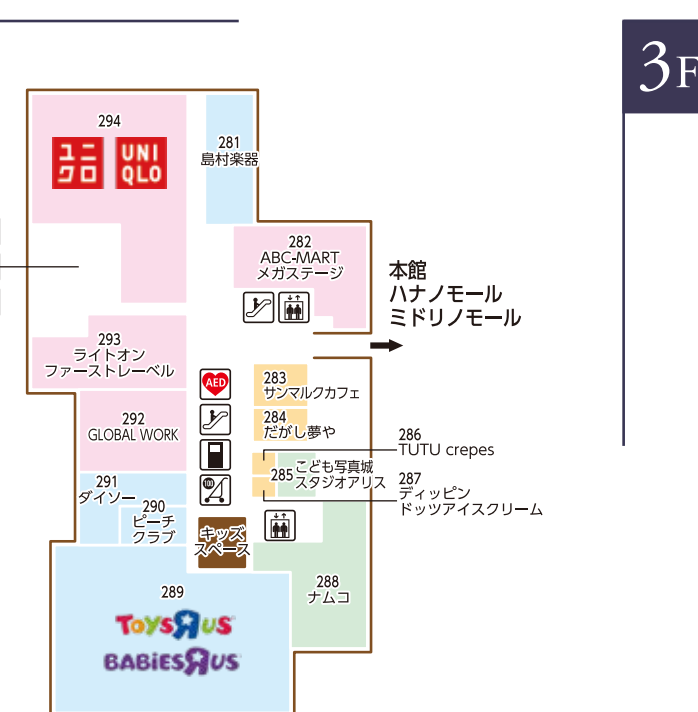 3F
294
ユニクロ
UNIQLO
281
島村楽器
282
ABC-MART
メガステージ
本館
ハナノモール
ミドリノモール
293
ライトオン
ファーストレーベル
AED
283
サンマルクカフェ
292
GLOBAL WORK
284
だがし夢や
286
TUTU crepes
285
こども写真城
スタジオアリス
287
ディッピン
ドッツアイスクリーム
291
ダイソー
290
ピーチ
クラブ
キッズ
スペース
289
TOYSRUS
BABIESRUS
288
ナムコ